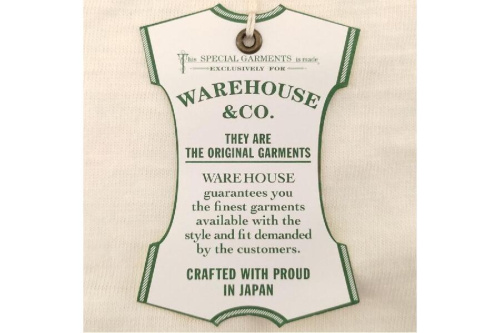 This SPECIAL GARMENTS is made
EXCLUSIVELY FOR
WAREHOUSE
&CO.
THEY ARE
THE ORIGINAL GARMENTS
WAREHOUSE
guarantees you
the finest garments
available with the
style and fit demanded
by the customers.
CRAFTED WITH PROUD
IN JAPAN